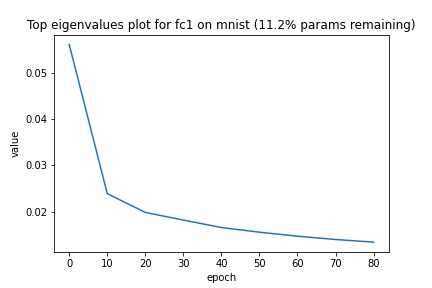 Top eigenvalues plot for fc1 on mnist (11.2% params remaining)
0.05
0.04
0.03
0.02
value
0 10 20 30 40 50 60 70 80
epoch